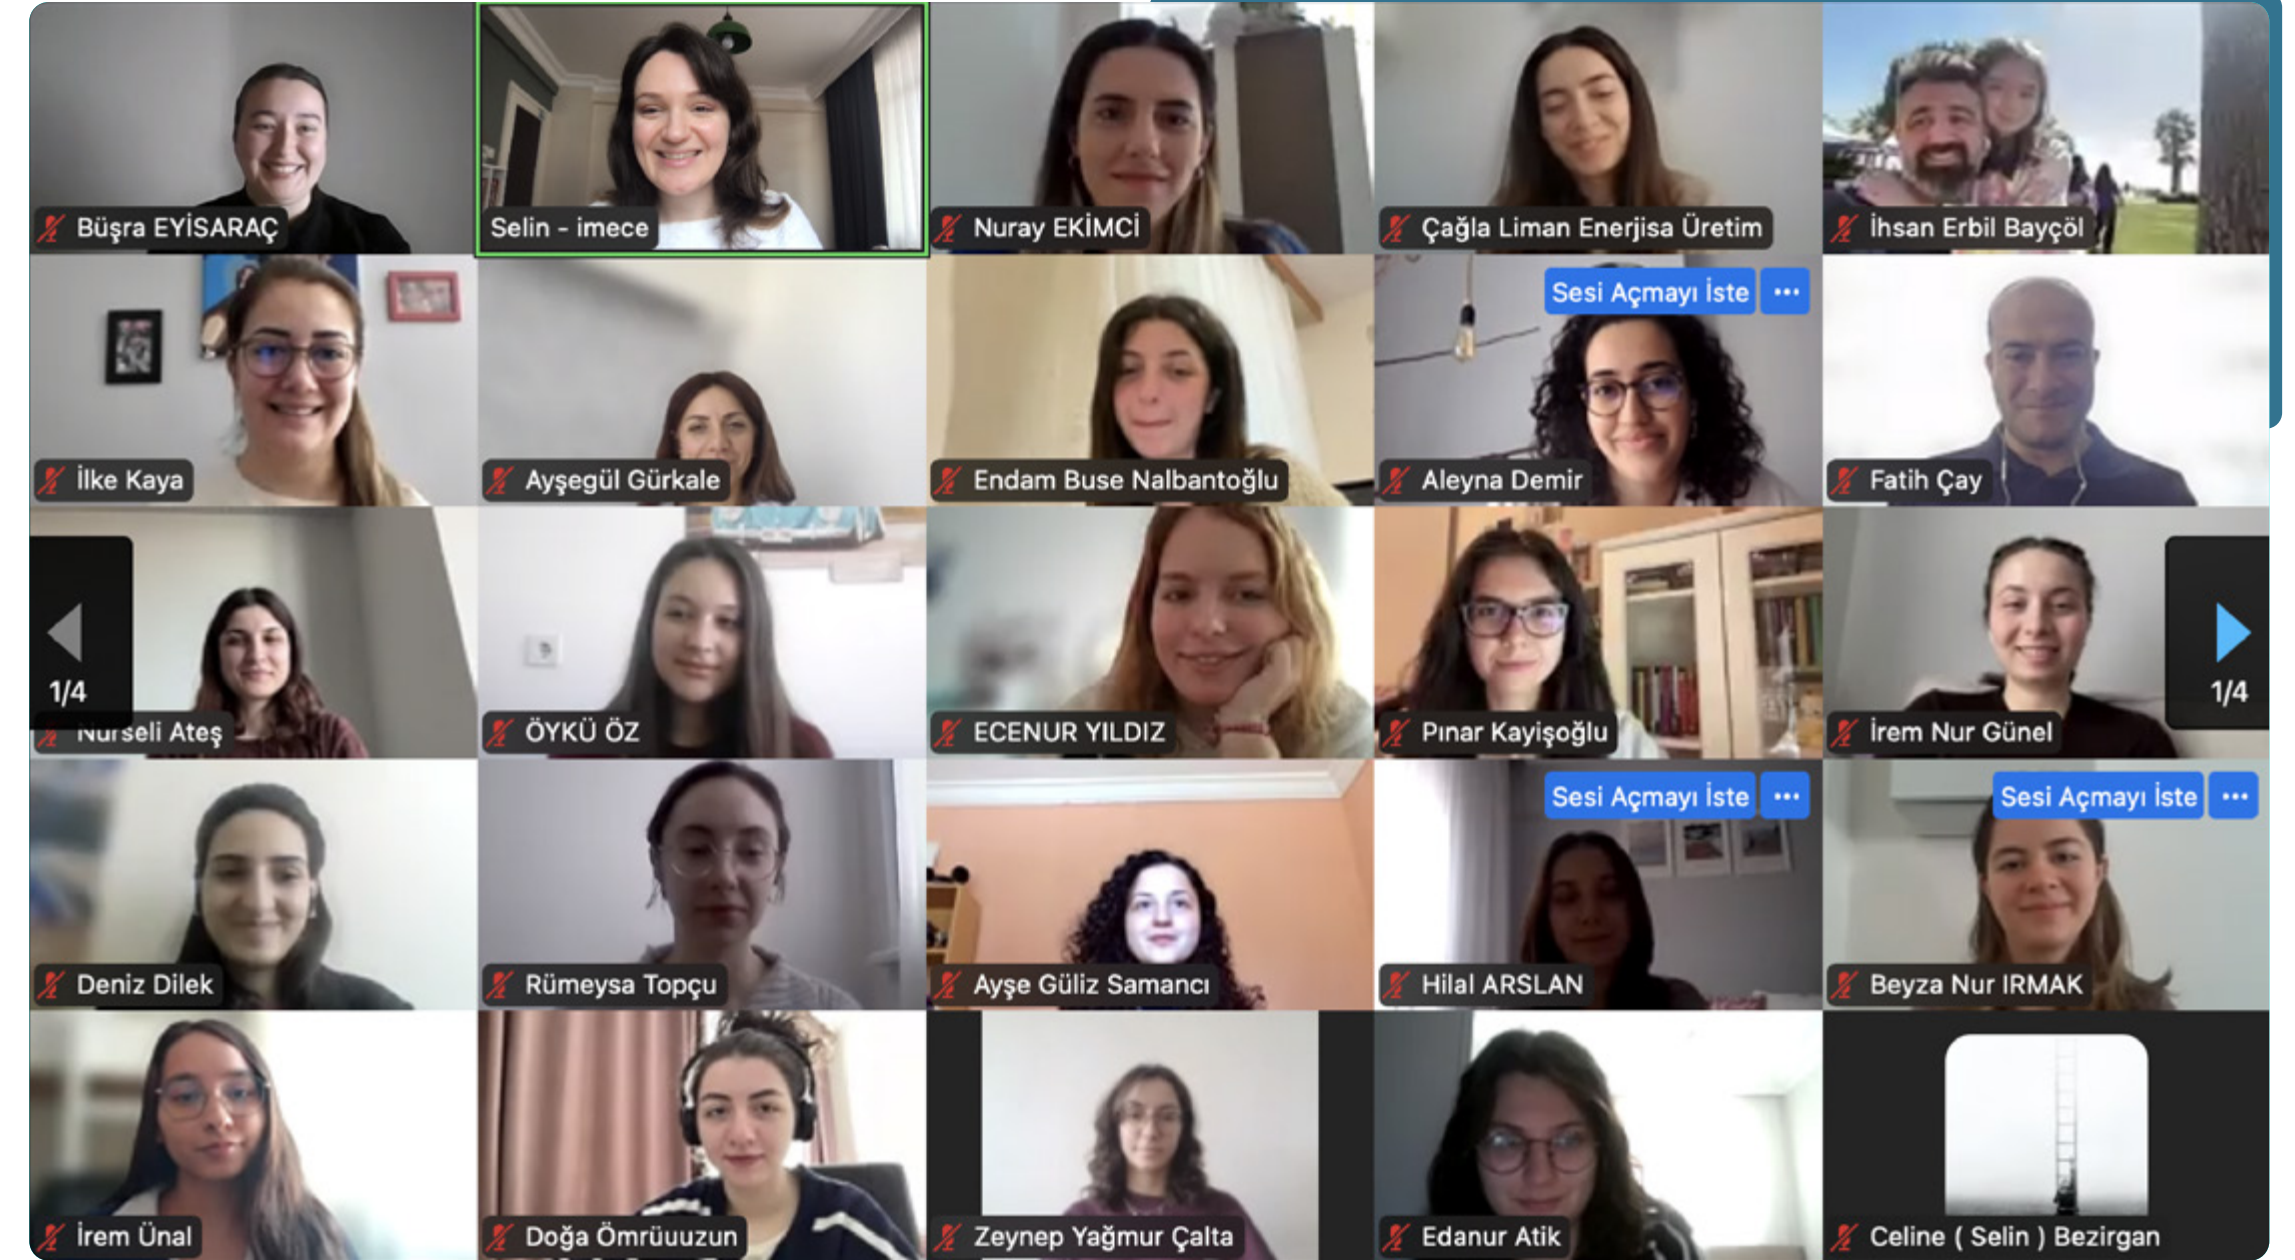 Büşra EYİSARAÇ
Selin - imece
Nuray EKİMCİ
Çağla Liman Enerjisa Üretim
İhsan Erbil Bayçöl
İlke Kaya
Ayşegül Gürkale
Endam Buse Nalbantoğlu
Sesi Açmayı İste ...
Aleyna Demir
Fatih Çay
1/4
Nurseli Ateş
ÖYKÜ ÖZ
ECENUR YILDIZ
Pınar Kayişoğlu
İrem Nur Günel
1/4
Deniz Dilek
Rümeysa Topçu
Ayşe Güliz Samancı
Sesi Açmayı İste ...
Hilal ARSLAN
Sesi Açmayı İste ...
Beyza Nur IRMAK
İrem Ünal
Doğa Ömrüuuzun
Zeynep Yağmur Çalta
Edanur Atik
Celine ( Selin ) Bezirgan